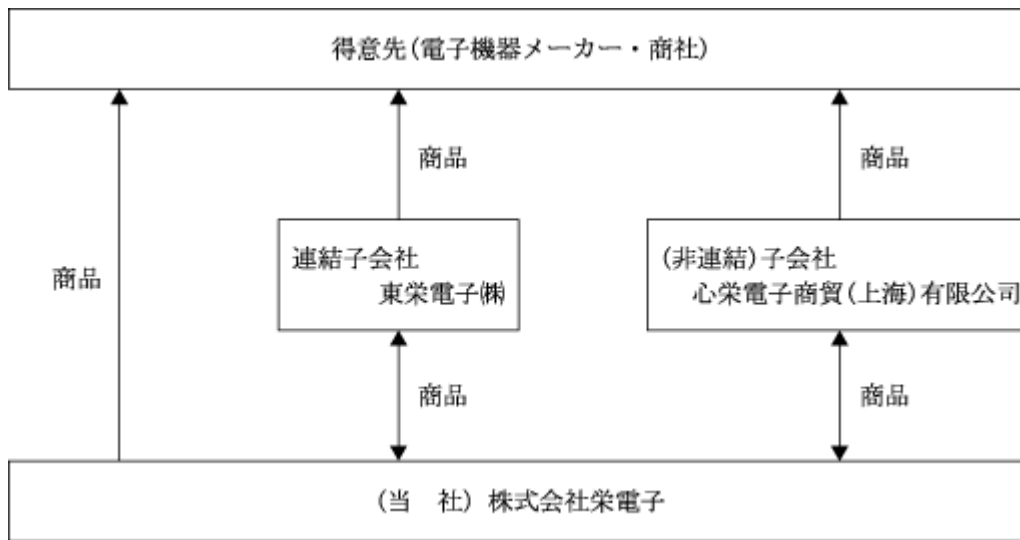 得意先(電子機器メーカー・商社)
商品
商品
連結子会社
東栄電子㈱
(非連結)子会社
心栄電子商貿(上海)有限公司
商品
商品
商品
(当　社) 株式会社栄電子